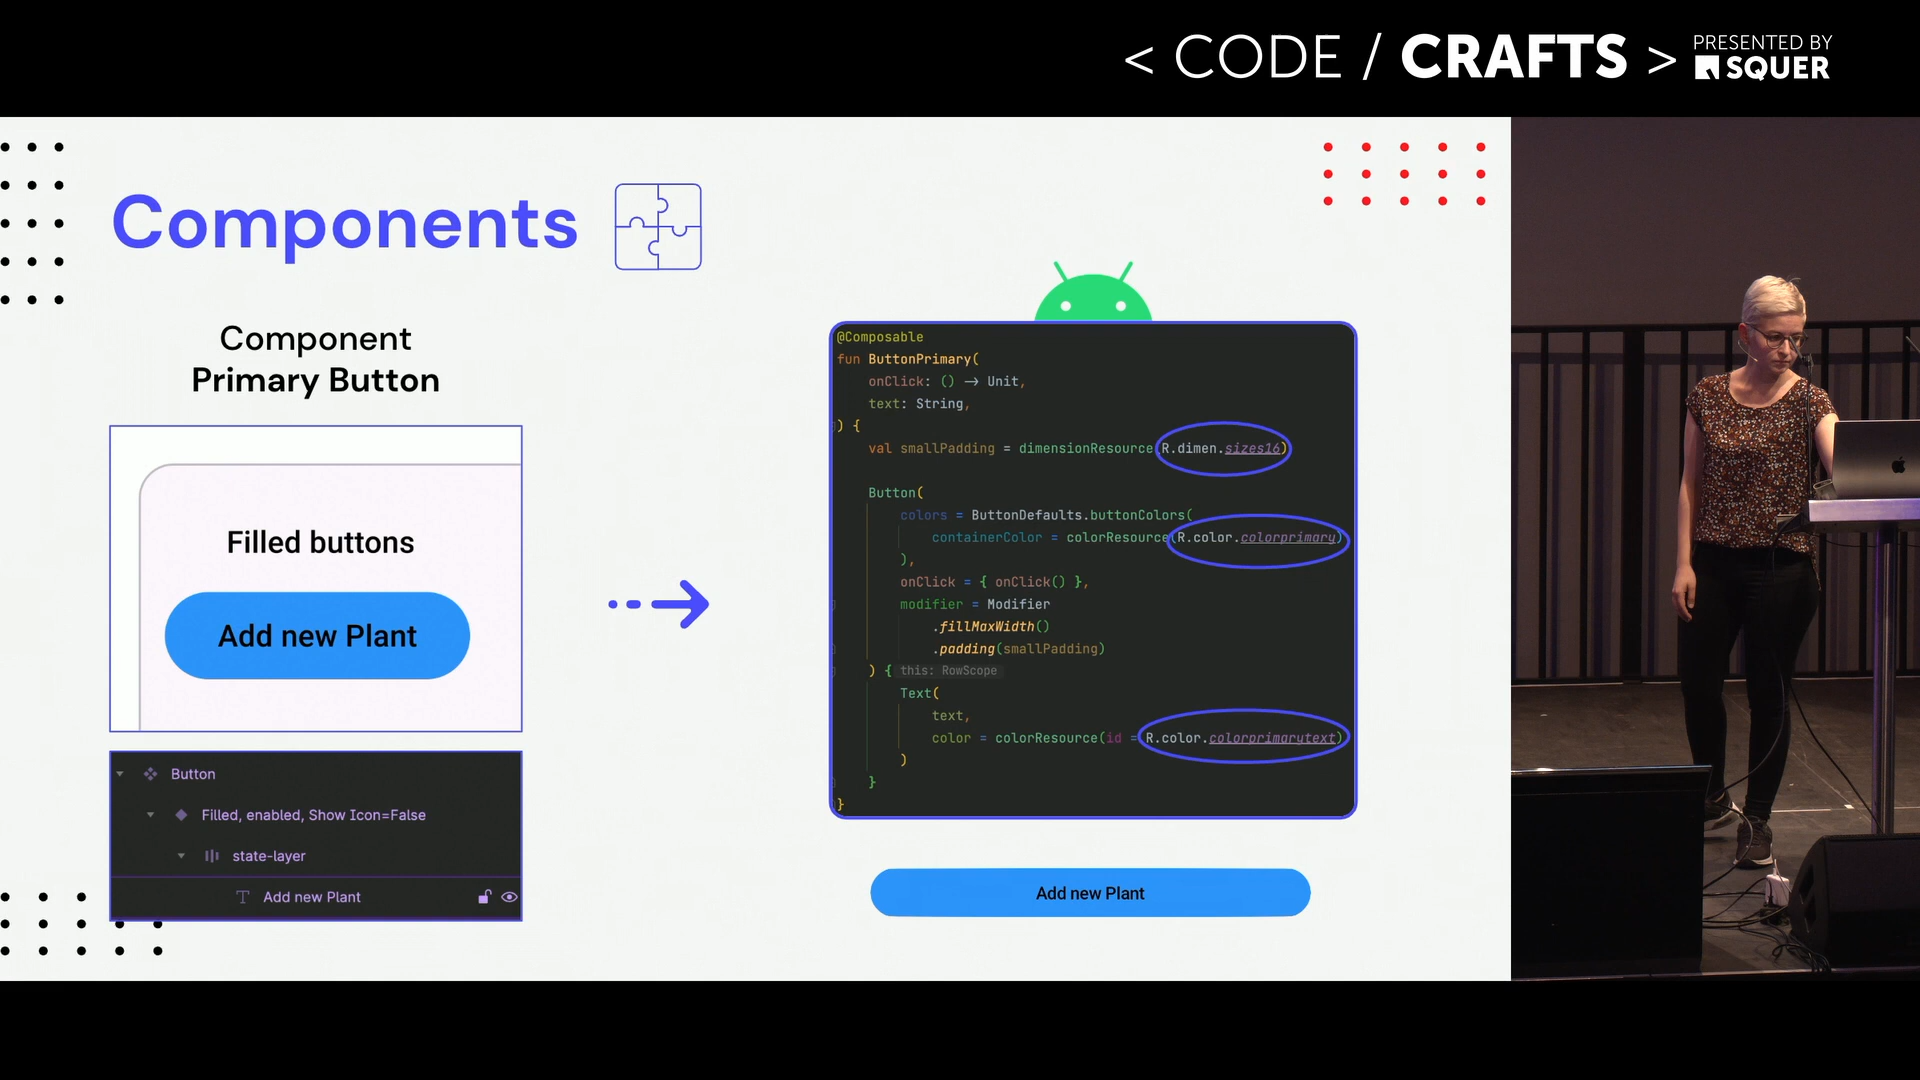 < CODE / CRAFTS >
PRESENTED BY
SQUER
Components
Component
Primary Button
Filled buttons
Add new Plant
Button
Filled, enabled, Show Icon=False
state-layer
Add new Plant
@Composable
fun ButtonPrimary(
onClick: () → Unit,
text: String,
) {
val smallPadding = dimensionResource(R.dimen.sizes16)
Button(
colors = ButtonDefaults.buttonColors(
containerColor = colorResource(R.color.colorprimary)
),
onClick = { onClick() },
modifier = Modifier
.fillMaxWidth()
.padding(smallPadding)
) { this: RowScope
Text(
text,
color = colorResource(id = R.color.colorprimarytext)
)
}
}
Add new Plant